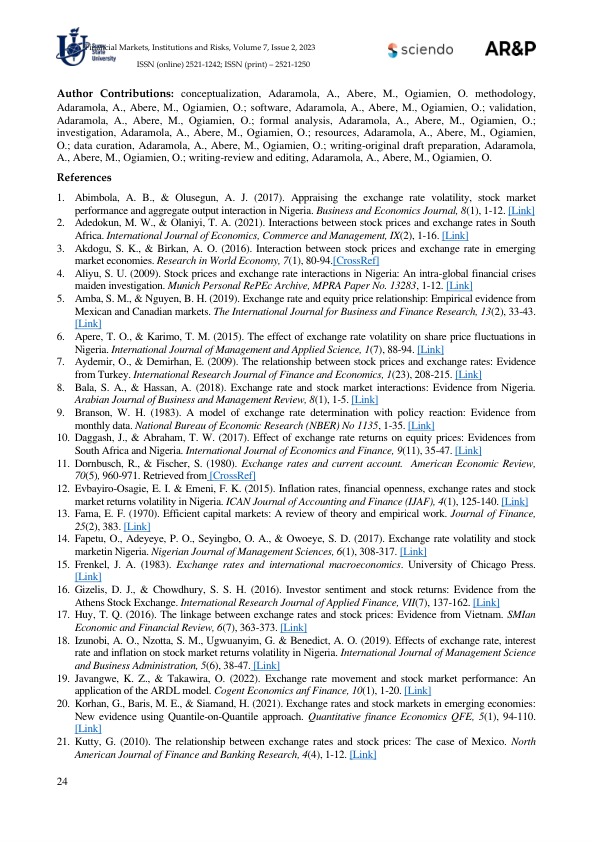 Financial Markets, Institutions and Risks, Volume 7, Issue 2, 2023
ISSN (online) 2521-1242; ISSN (print) – 2521-1250
State
University
sciendo
AR&P
Author Contributions: conceptualization, Adaramola, A., Abere, M., Ogiamien, O. methodology,
Adaramola, A., Abere, M., Ogiamien, O.; software, Adaramola, A., Abere, M., Ogiamien, O.; validation,
Adaramola, A., Abere, M., Ogiamien, O.; formal analysis, Adaramola, A., Abere, M., Ogiamien, O.;
investigation, Adaramola, A., Abere, M., Ogiamien, O.; resources, Adaramola, A., Abere, M., Ogiamien,
O.; data curation, Adaramola, A., Abere, M., Ogiamien, O.; writing-original draft preparation, Adaramola,
A., Abere, M., Ogiamien, O.; writing-review and editing, Adaramola, A., Abere, M., Ogiamien, O.
References
1. Abimbola, A. B., & Olusegun, A. J. (2017). Appraising the exchange rate volatility, stock market
performance and aggregate output interaction in Nigeria. Business and Economics Journal, 8(1), 1-12. [Link]
2. Adedokun, M. W., & Olaniyi, T. A. (2021). Interactions between stock prices and exchange rates in South
Africa. International Journal of Economics, Commerce and Management, IX(2), 1-16. [Link]
3. Akdogu, S. K., & Birkan, A. O. (2016). Interaction between stock prices and exchange rate in emerging
market economies. Research in World Economy, 7(1), 80-94.[CrossRef]
4. Aliyu, S. U. (2009). Stock prices and exchange rate interactions in Nigeria: An intra-global financial crises
maiden investigation. Munich Personal RePEc Archive, MPRA Paper No. 13283, 1-12. [Link]
5. Amba, S. M., & Nguyen, B. H. (2019). Exchange rate and equity price relationship: Empirical evidence from
Mexican and Canadian markets. The International Journal for Business and Finance Research, 13(2), 33-43.
[Link]
6. Apere, T. O., & Karimo, T. M. (2015). The effect of exchange rate volatility on share price fluctuations in
Nigeria. International Journal of Management and Applied Science, 1(7), 88-94. [Link]
7. Aydemir, O., & Demirhan, E. (2009). The relationship between stock prices and exchange rates: Evidence
from Turkey. International Research Journal of Finance and Economics, 1(23), 208-215. [Link]
8. Bala, S. A., & Hassan, A. (2018). Exchange rate and stock market interactions: Evidence from Nigeria.
Arabian Journal of Business and Management Review, 8(1), 1-5. [Link]
9. Branson, W. H. (1983). A model of exchange rate determination with policy reaction: Evidence from
monthly data. National Bureau of Economic Research (NBER) No 1135, 1-35. [Link]
10. Daggash, J., & Abraham, T. W. (2017). Effect of exchange rate returns on equity prices: Evidences from
South Africa and Nigeria. International Journal of Economics and Finance, 9(11), 35-47. [Link]
11. Dornbusch, R., & Fischer, S. (1980). Exchange rates and current account. American Economic Review,
70(5), 960-971. Retrieved from [CrossRef]
12. Evbayiro-Osagie, E. I. & Emeni, F. K. (2015). Inflation rates, financial openness, exchange rates and stock
market returns volatility in Nigeria. ICAN Journal of Accounting and Finance (IJAF), 4(1), 125-140. [Link]
13. Fama, E. F. (1970). Efficient capital markets: A review of theory and empirical work. Journal of Finance,
25(2), 383. [Link]
14. Fapetu, O., Adeyeye, P. O., Seyingbo, O. A., & Owoeye, S. D. (2017). Exchange rate volatility and stock
marketin Nigeria. Nigerian Journal of Management Sciences, 6(1), 308-317. [Link]
15. Frenkel, J. A. (1983). Exchange rates and international macroeconomics. University of Chicago Press.
[Link]
16. Gizelis, D. J., & Chowdhury, S. S. H. (2016). Investor sentiment and stock returns: Evidence from the
Athens Stock Exchange. International Research Journal of Applied Finance, VII(7), 137-162. [Link]
17. Huy, T. Q. (2016). The linkage between exchange rates and stock prices: Evidence from Vietnam. SMIan
Economic and Financial Review, 6(7), 363-373. [Link]
18. Izunobi, A. O., Nzotta, S. M., Ugwuanyim, G. & Benedict, A. O. (2019). Effects of exchange rate, interest
rate and inflation on stock market returns volatility in Nigeria. International Journal of Management Science
and Business Administration, 5(6), 38-47. [Link]
19. Javangwe, K. Z., & Takawira, O. (2022). Exchange rate movement and stock market performance: An
application of the ARDL model. Cogent Economics anf Finance, 10(1), 1-20. [Link]
20. Korhan, G., Baris, M. E., & Siamand, H. (2021). Exchange rates and stock markets in emerging economies:
New evidence using Quantile-on-Quantile approach. Quantitative finance Economics QFE, 5(1), 94-110.
[Link]
21. Kutty, G. (2010). The relationship between exchange rates and stock prices: The case of Mexico. North
American Journal of Finance and Banking Research, 4(4), 1-12. [Link]
24